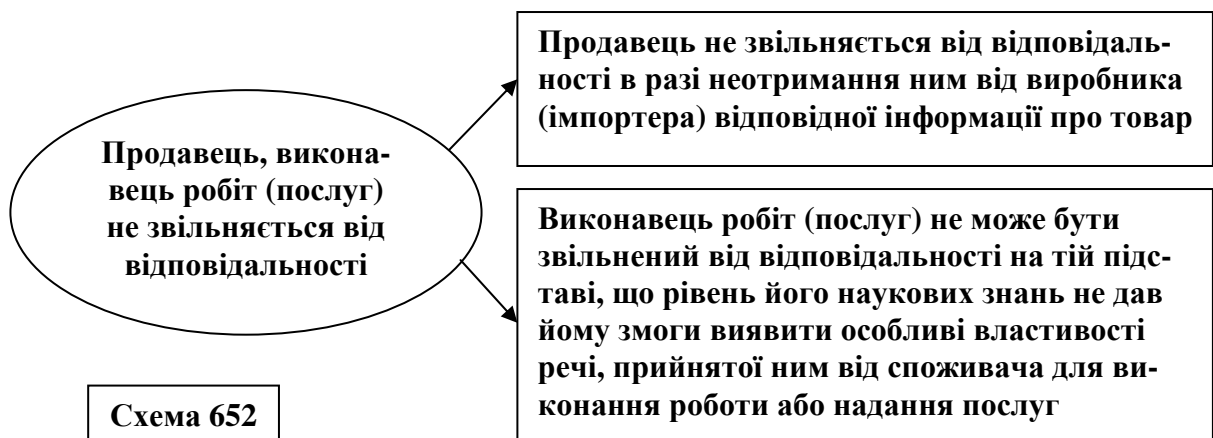 Продавець, викона-
вець робіт (послуг)
не звільняється від
відповідальності
Продавець не звільняється від відповідаль-
ності в разі неотримання ним від виробника
(імпортера) відповідної інформації про товар
Виконавець робіт (послуг) не може бути
звільнений від відповідальності на тій підс-
таві, що рівень його наукових знань не дав
йому змоги виявити особливі властивості
речі, прийнятої ним від споживача для ви-
конання роботи або надання послуг
Схема 652